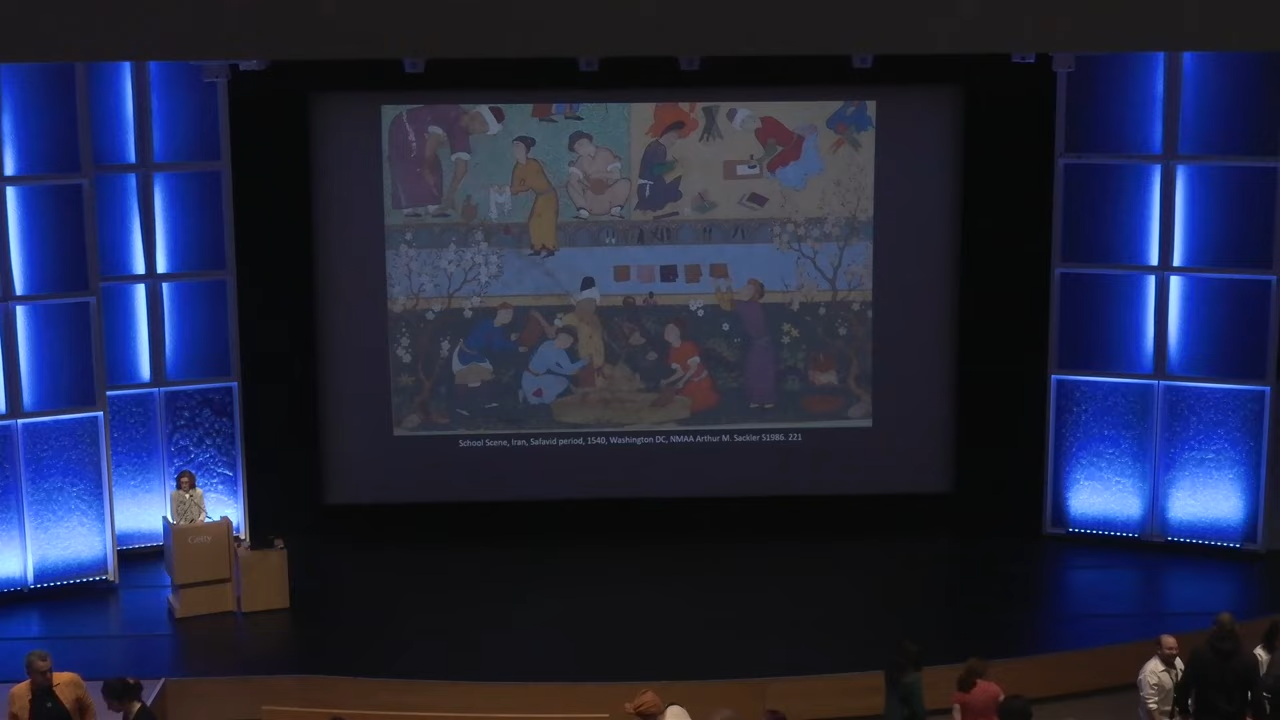 School Scene, Iran, Safavid period, 1540, Washington DC, NMAA Arthur M. Sackler S1986. 221
Getty